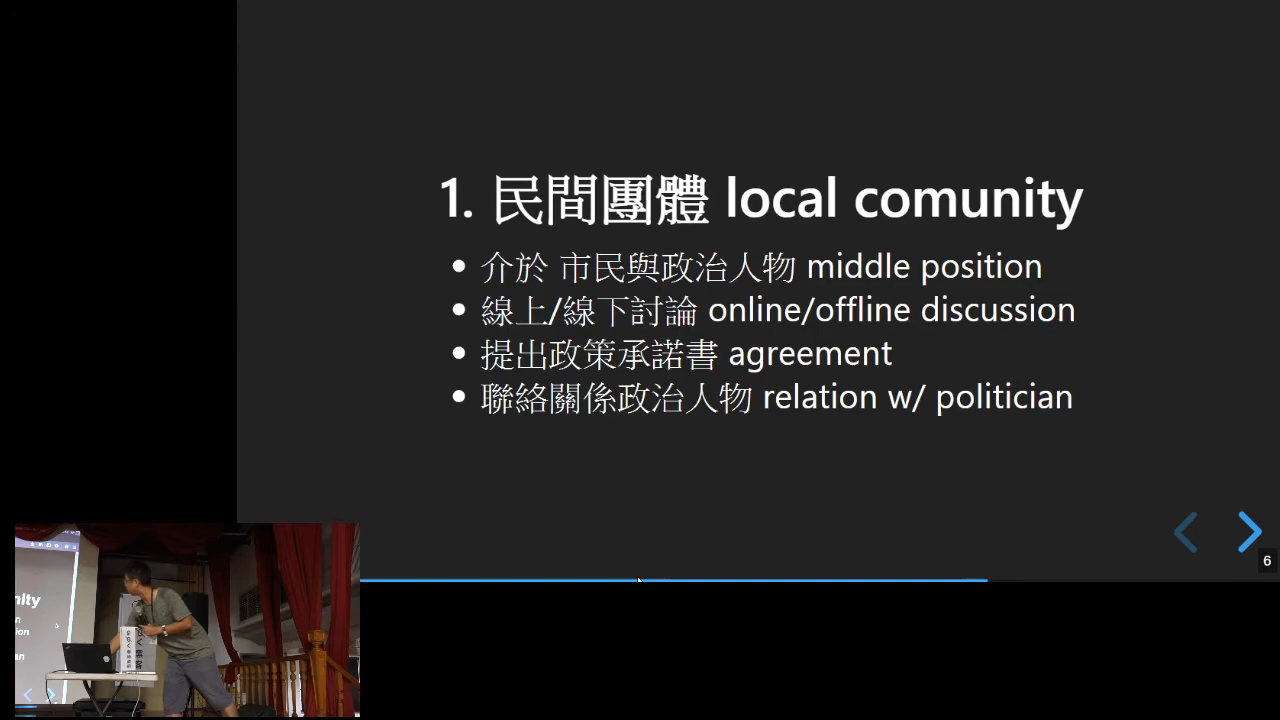 1. 民間團體 local comunity
介於 市民與政治人物 middle position
線上/線下討論 online/offline discussion
提出政策承諾書 agreement
聯絡關係政治人物 relation w/ politician
6